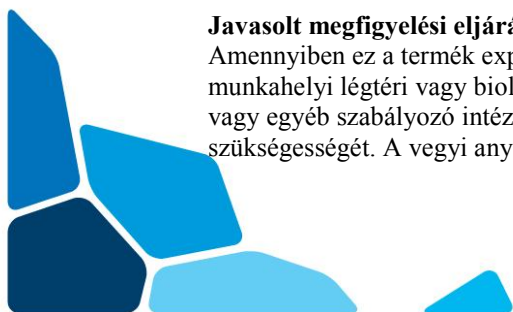 Javasolt megfigyelési eljárá
Amennyiben ez a termék exp
munkahelyi légtéri vagy biol
vagy egyéb szabályozó intéz
szükségességét. A vegyi any